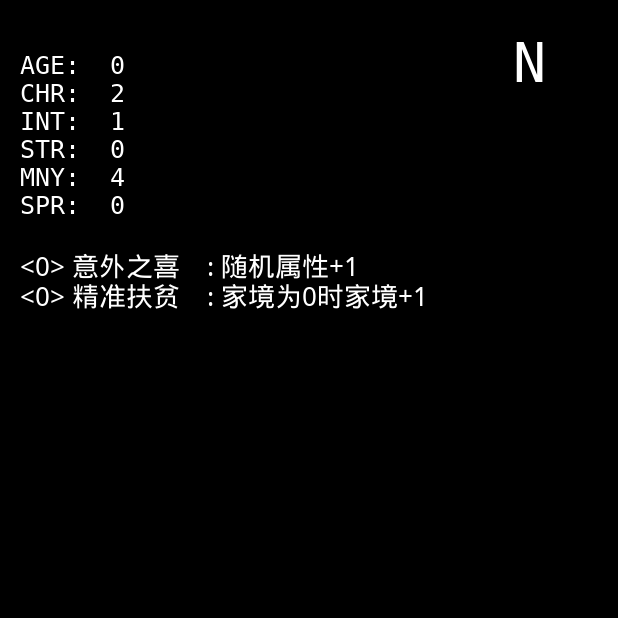 N
AGE: 0
CHR: 2
INT: 1
STR: 0
MNY: 4
SPR: 0
<0> 意外之喜 :随机属性+1
<0> 精准扶贫 :家境为0时家境+1